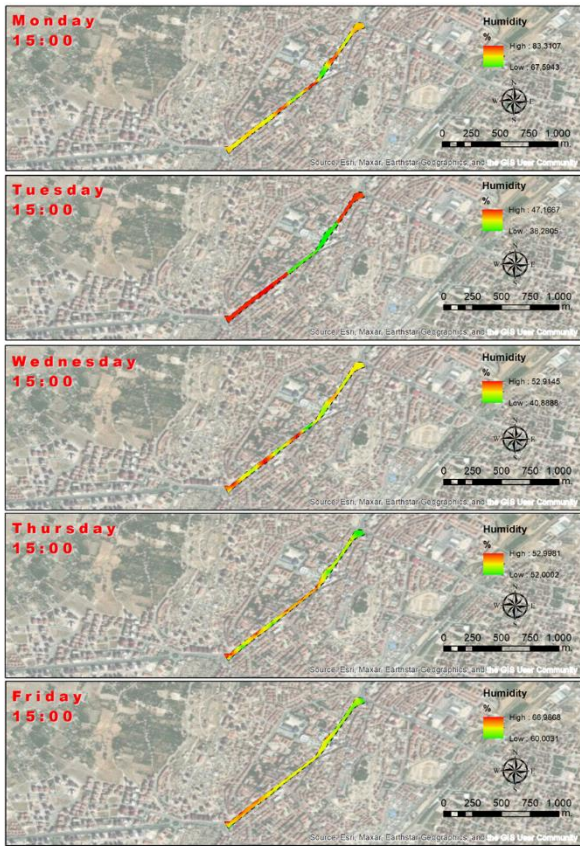 Monday
15:00
Humidity
%
High : 83.3107
Low : 67.5943
0 250 500 750 1.000
m.
Source: Esri, Maxar, Earthstar Geographics, and the GIS User Community
Tuesday
15:00
Humidity
%
High : 47.1667
Low : 38.2805
0 250 500 750 1.000
m.
Source: Esri, Maxar, Earthstar Geographics, and the GIS User Community
Wednesday
15:00
Humidity
%
High : 52.9145
Low : 40.8888
0 250 500 750 1.000
m.
Source: Esri, Maxar, Earthstar Geographics, and the GIS User Community
Thursday
15:00
Humidity
%
High : 52.9981
Low : 52.0002
0 250 500 750 1.000
m.
Source: Esri, Maxar, Earthstar Geographics, and the GIS User Community
Friday
15:00
Humidity
%
High : 68.9868
Low : 60.0031
0 250 500 750 1.000
m.
Source: Esri, Maxar, Earthstar Geographics, and the GIS User Community